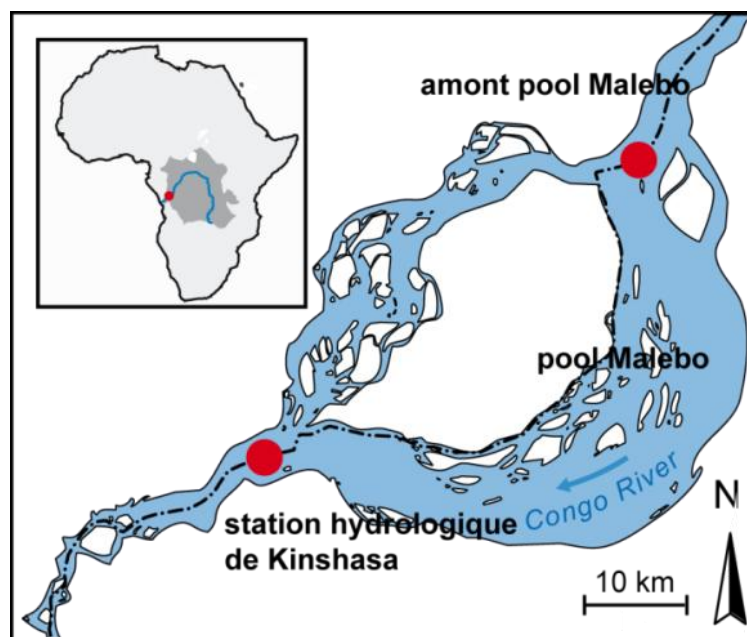 amont pool Malebo
pool Malebo
Congo River
station hydrologique
de Kinshasa
N
10 km